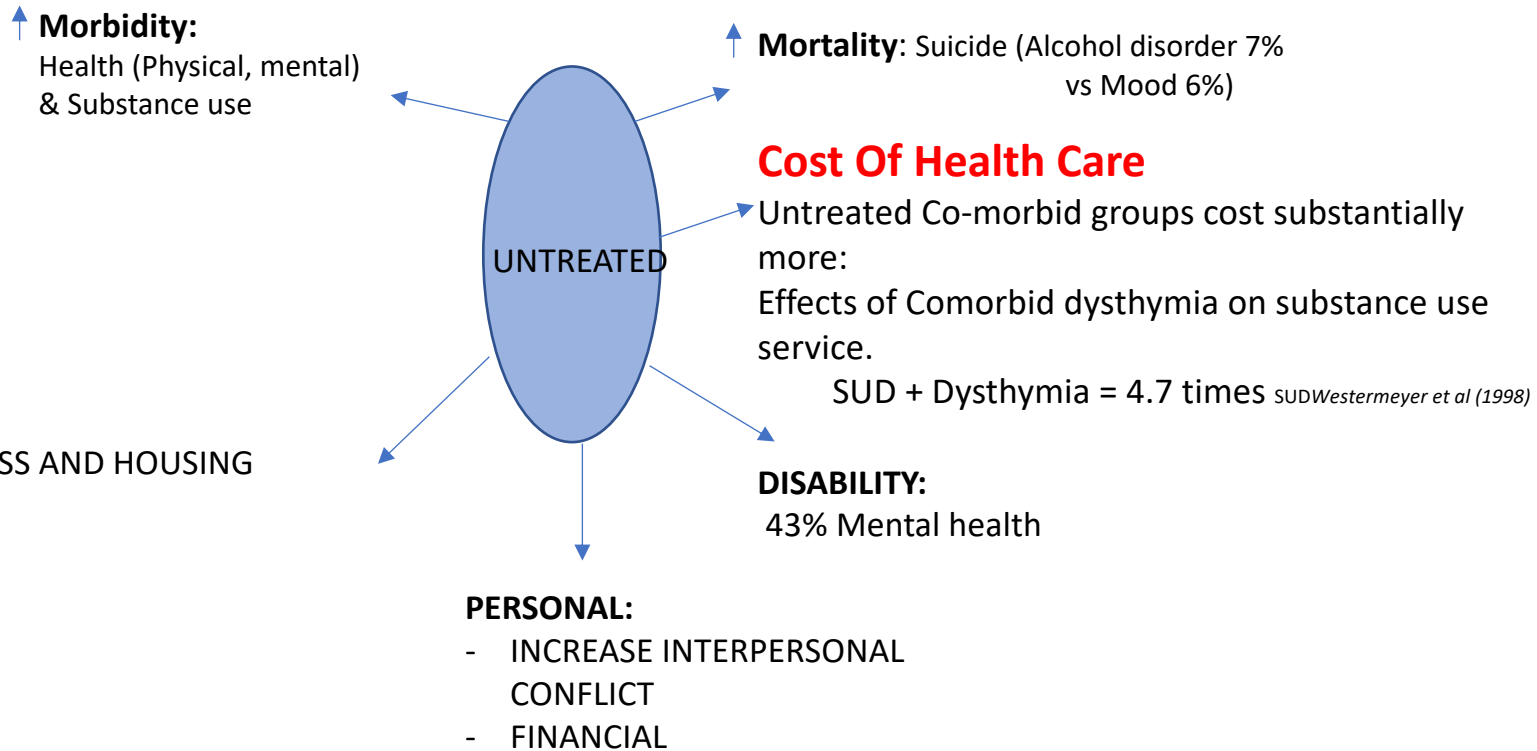 Morbidity:
Health (Physical, mental)
& Substance use
Mortality: Suicide (Alcohol disorder 7%
vs Mood 6%)
Cost Of Health Care
Untreated Co-morbid groups cost substantially
more:
Effects of Comorbid dysthymia on substance use
service.
SUD + Dysthymia = 4.7 times SUDWestermeyer et al (1998)
UNTREATED
SS AND HOUSING
DISABILITY:
43% Mental health
PERSONAL:
- INCREASE INTERPERSONAL
CONFLICT
- FINANCIAL